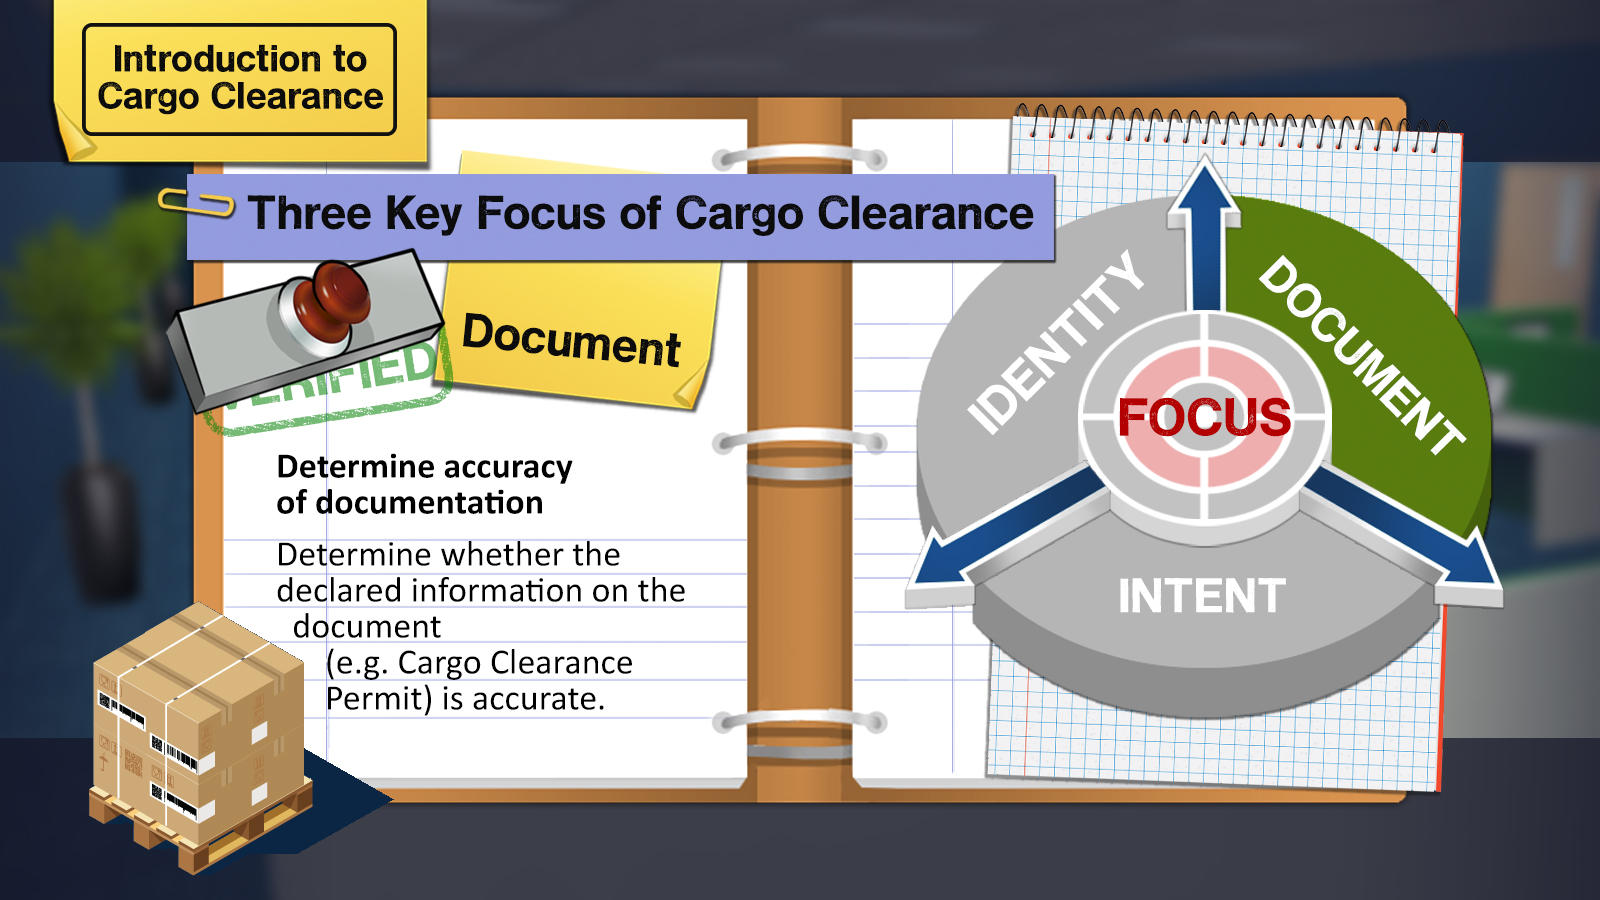 Introduction to
Cargo Clearance
Three Key Focus of Cargo Clearance
Document
VERIFIED
Determine accuracy
of documentation
Determine whether the
declared information on the
document
(e.g. Cargo Clearance
Permit) is accurate.
IDENTITY
DOCUMENT
FOCUS
INTENT